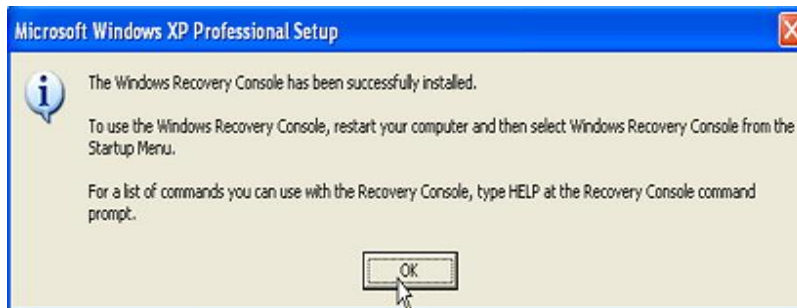 Microsoft Windows XP Professional Setup
The Windows Recovery Console has been successfully installed.
To use the Windows Recovery Console, restart your computer and then select Windows Recovery Console from the
Startup Menu.
For a list of commands you can use with the Recovery Console, type HELP at the Recovery Console command
prompt.
OK